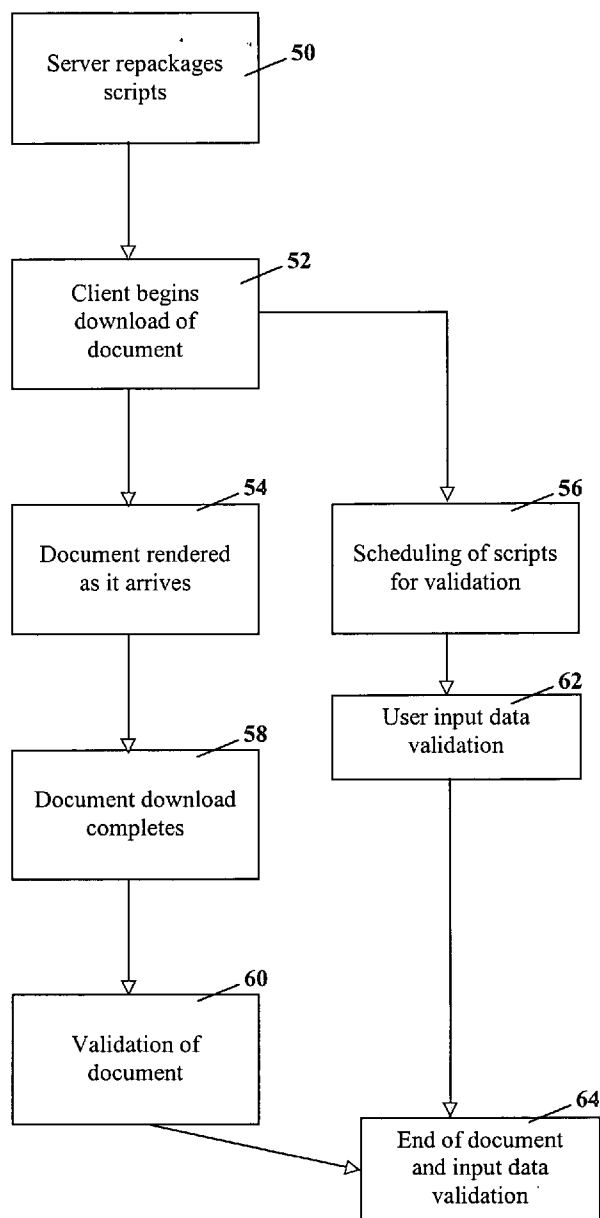 Server repackages
scripts
50
Client begins
download of
document
52
Document rendered
as it arrives
54
Scheduling of scripts
for validation
56
User input data
validation
62
Document download
completes
58
Validation of
document
60
End of document
and input data
validation
64